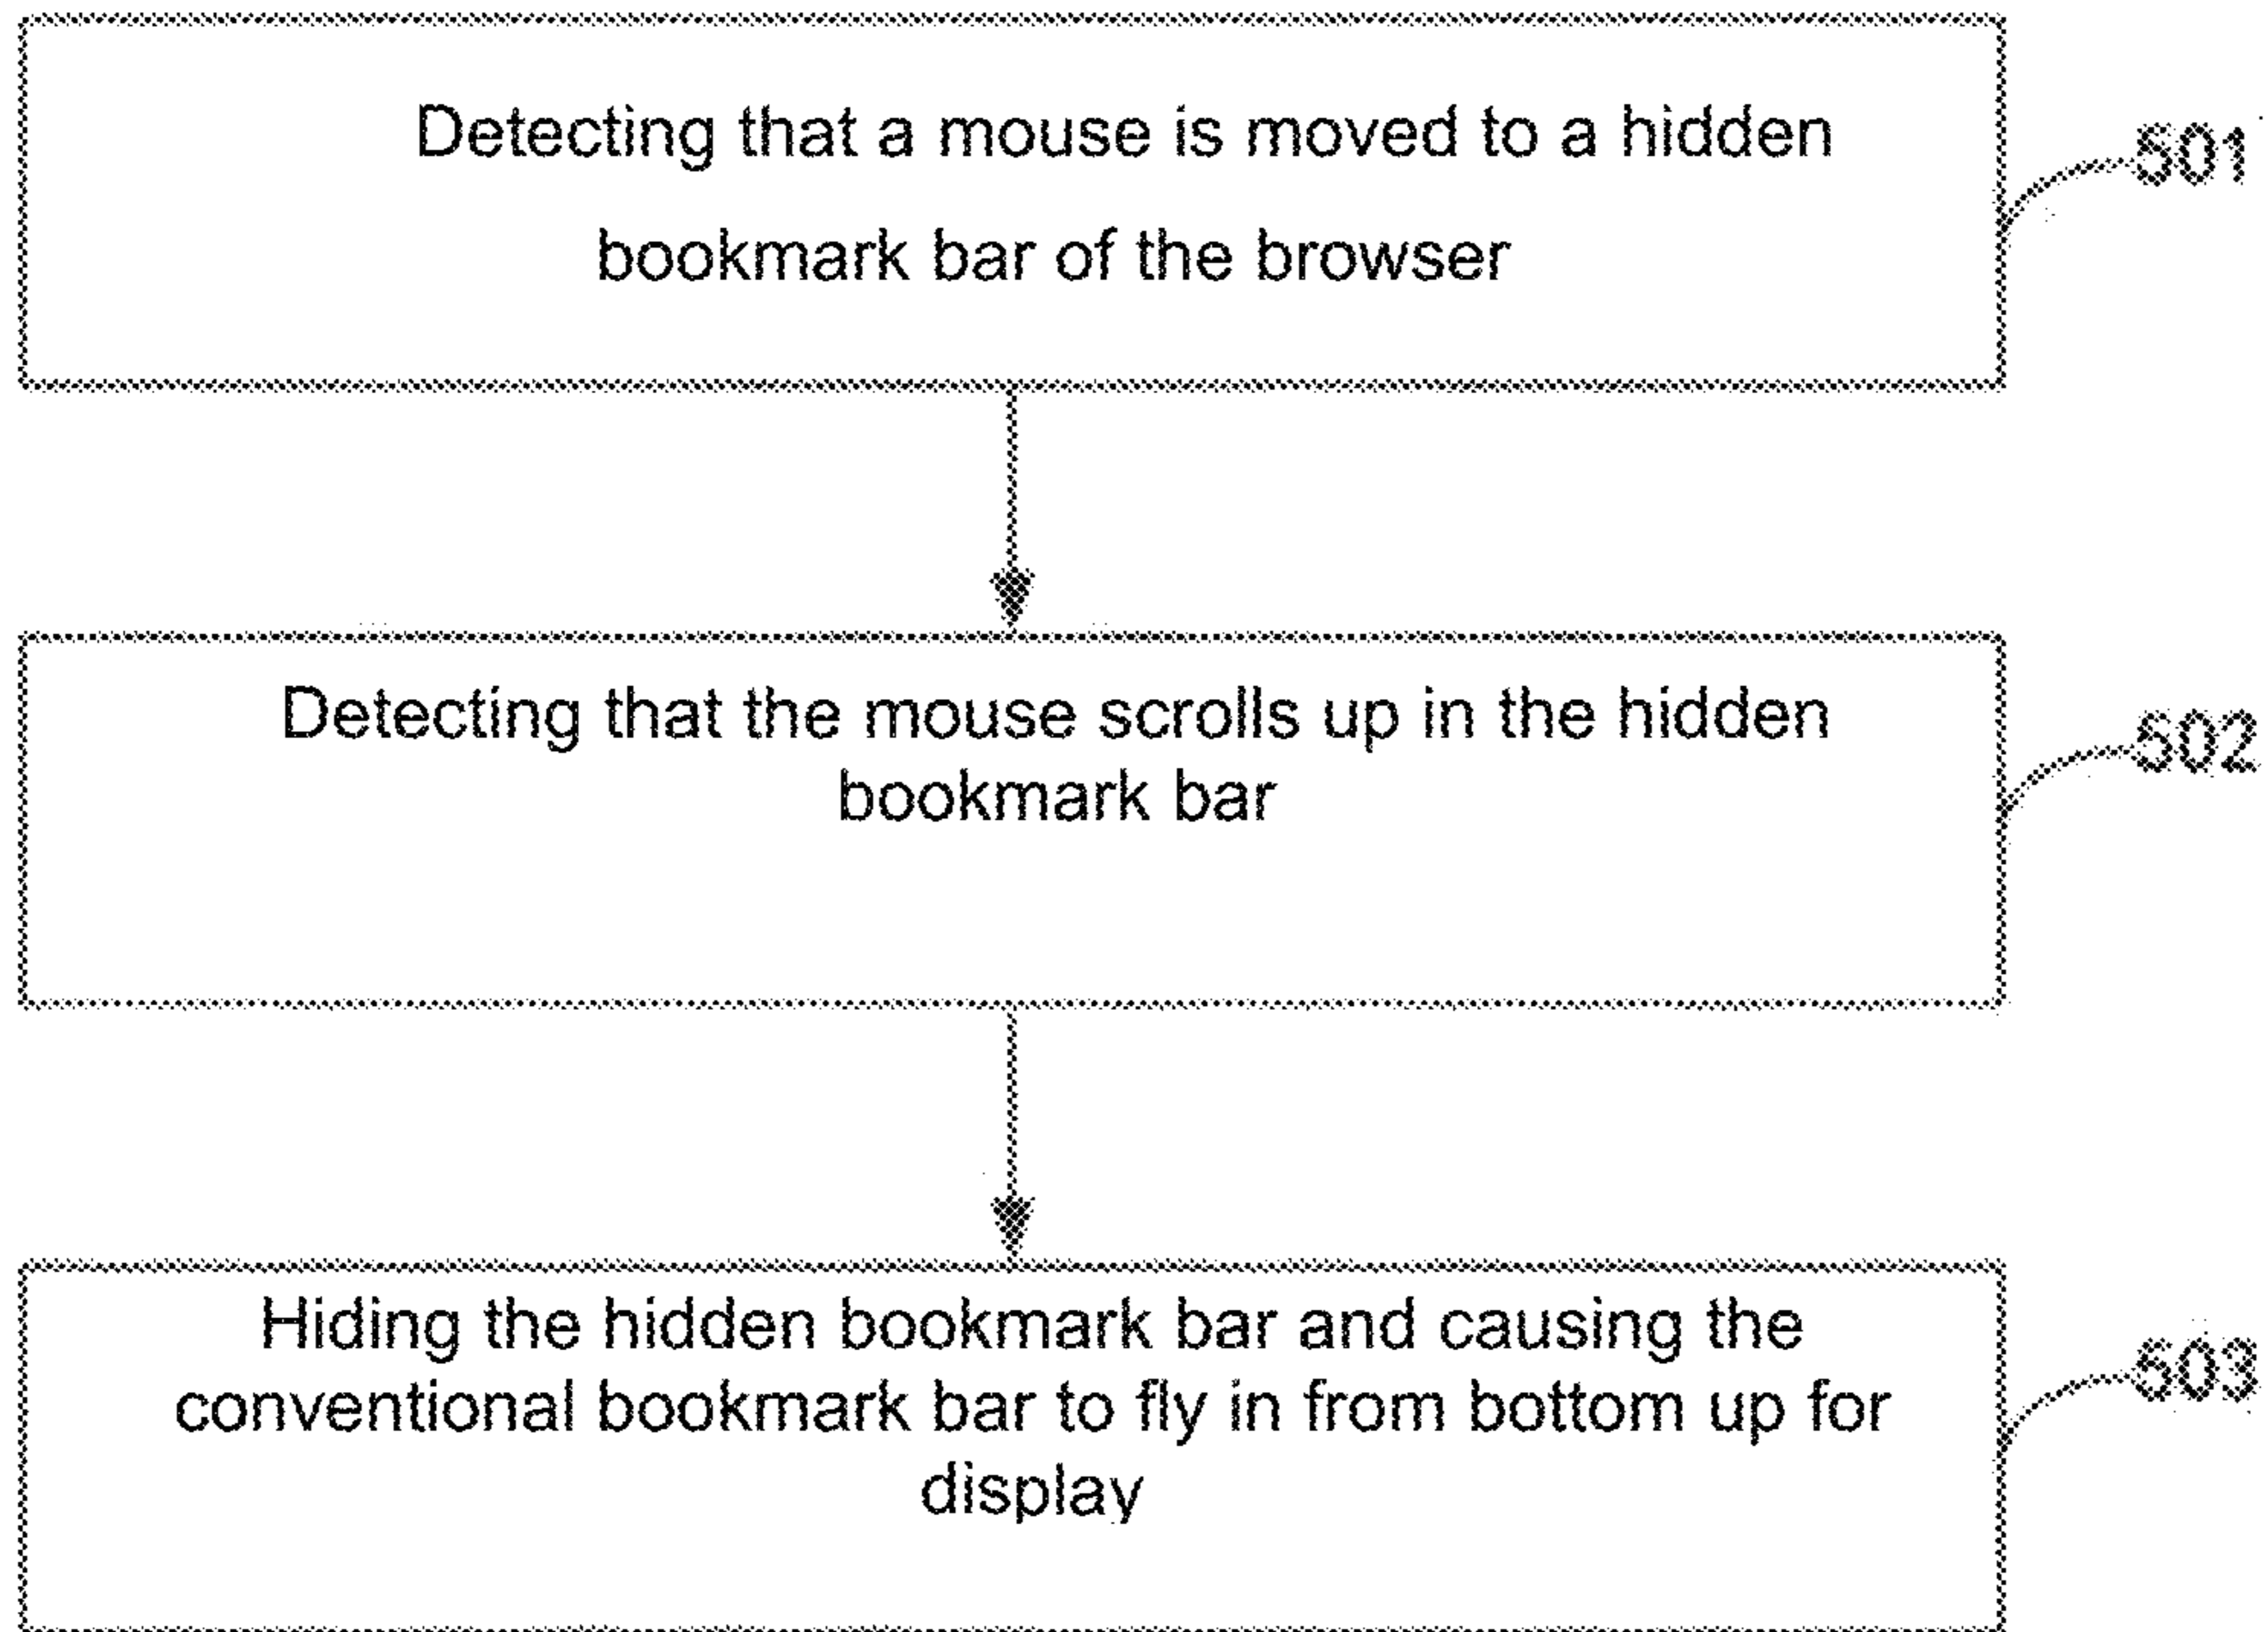 Detecting that a mouse is moved to a hidden
bookmark bar of the browser
501
Detecting that the mouse scrolls up in the hidden
bookmark bar
502
Hiding the hidden bookmark bar and causing the
conventional bookmark bar to fly in from bottom up for
display
503